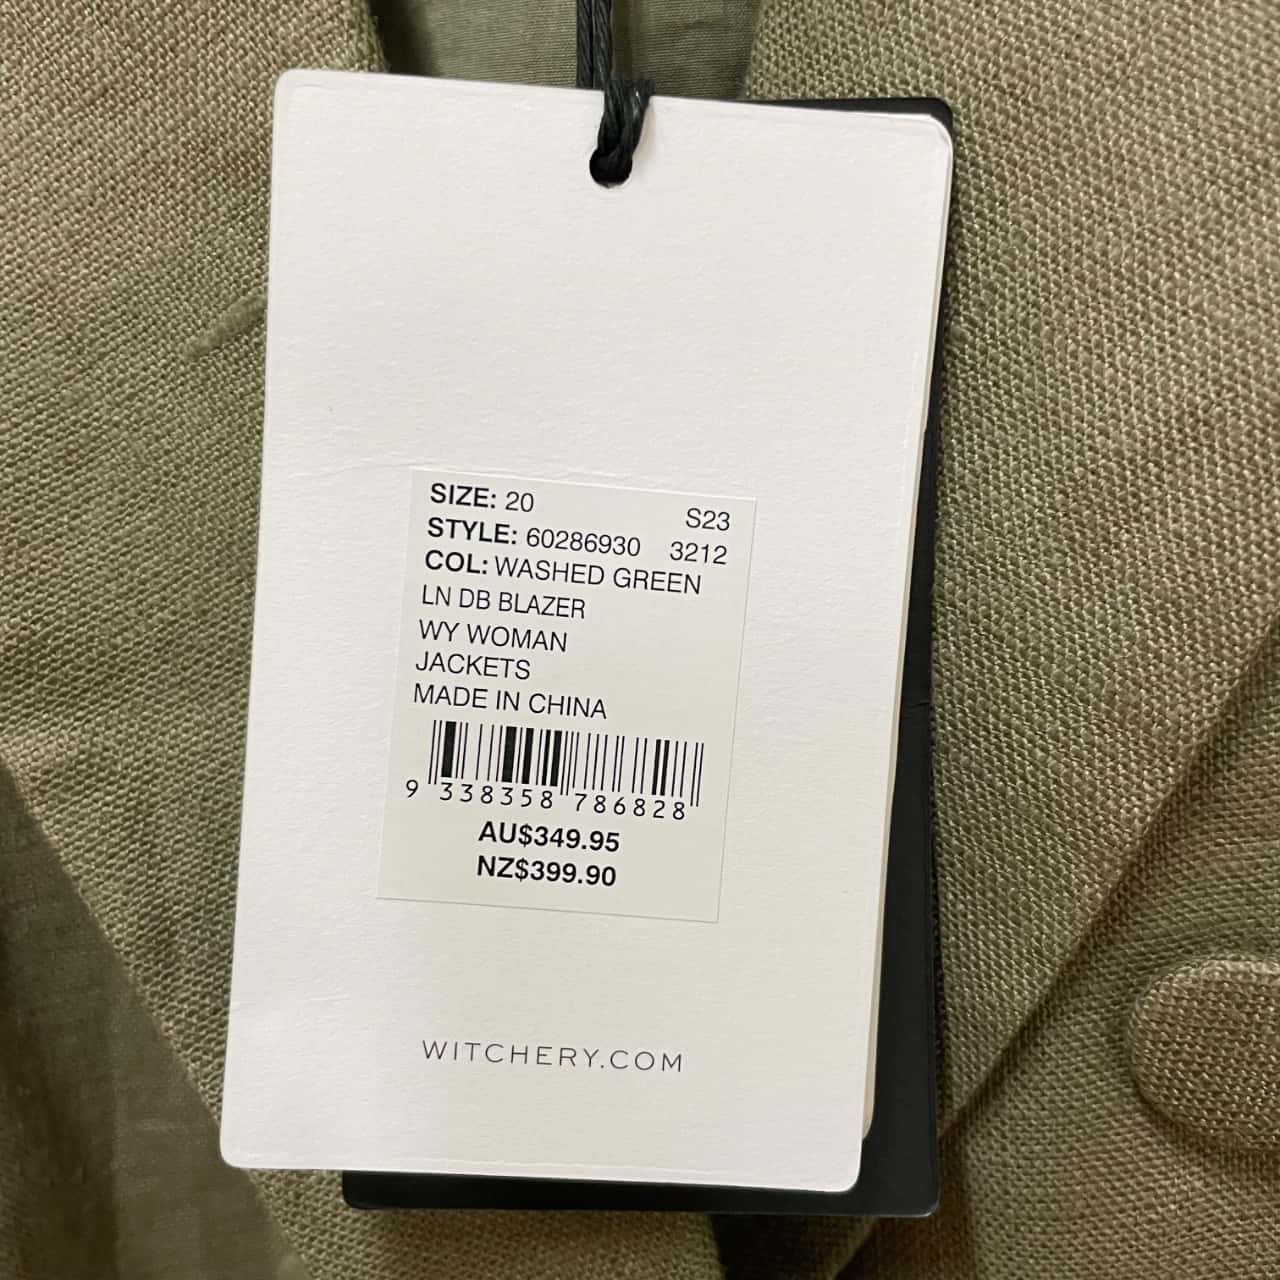 SIZE: 20 S23
STYLE: 60286930 3212
COL: WASHED GREEN
LN DB BLAZER
WY WOMAN
JACKETS
MADE IN CHINA
9 338358 786828
AU$349.95
NZ$399.90
WITCHERY.COM